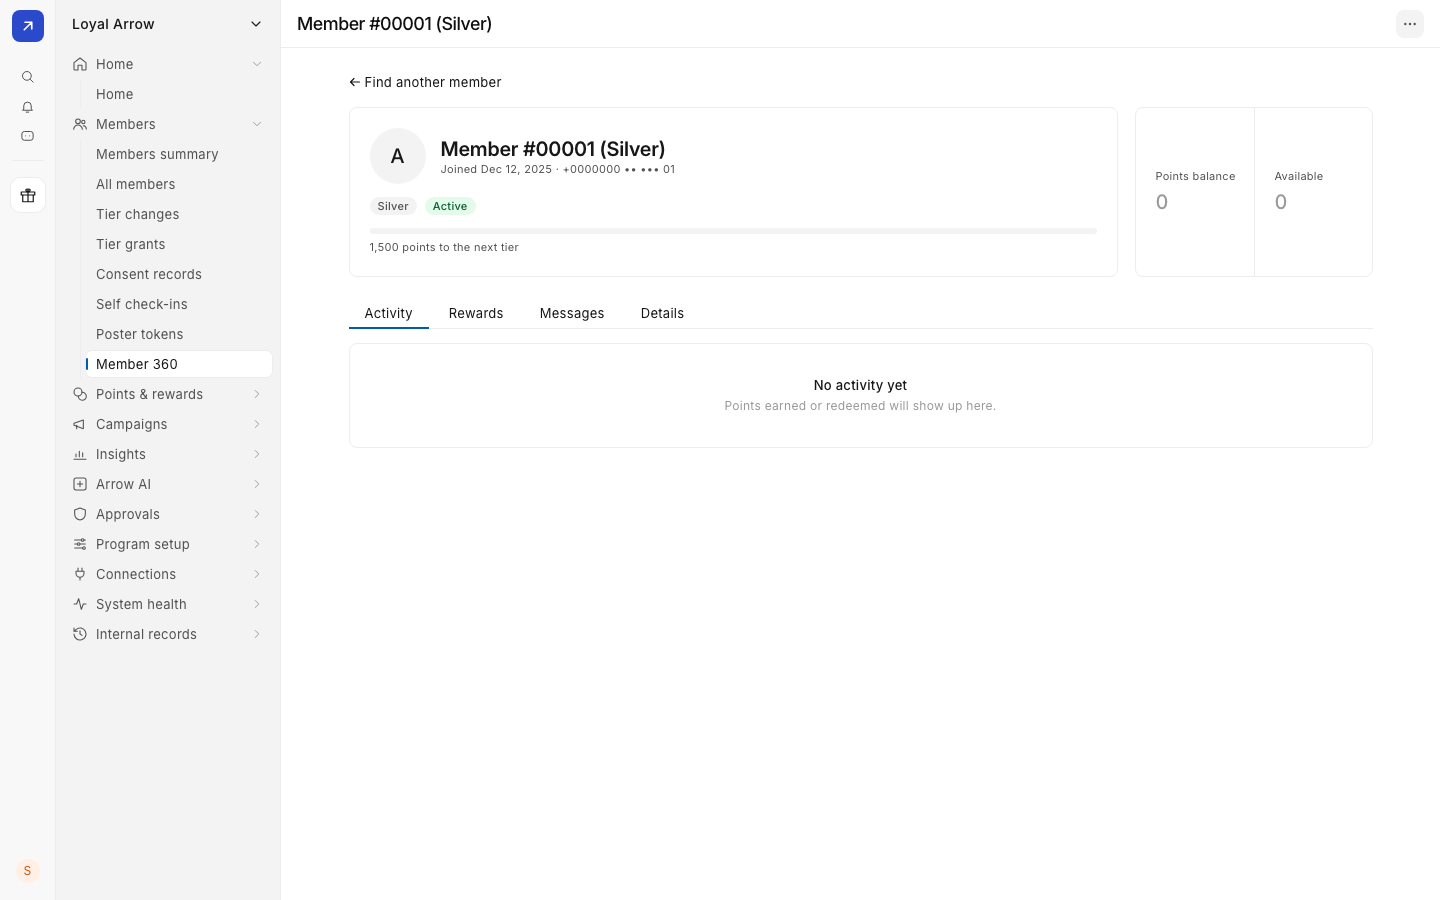 Loyal Arrow
Home
Home
Members
Members summary
All members
Tier changes
Tier grants
Consent records
Self check-ins
Poster tokens
Member 360
Points & rewards
Campaigns
Insights
Arrow AI
Approvals
Program setup
Connections
System health
Internal records
S
Member #00001 (Silver)
← Find another member
A
Member #00001 (Silver)
Joined Dec 12, 2025 · +0000000 •• ••• 01
Silver
Active
1,500 points to the next tier
Points balance
0
Available
0
Activity
Rewards
Messages
Details
No activity yet
Points earned or redeemed will show up here.